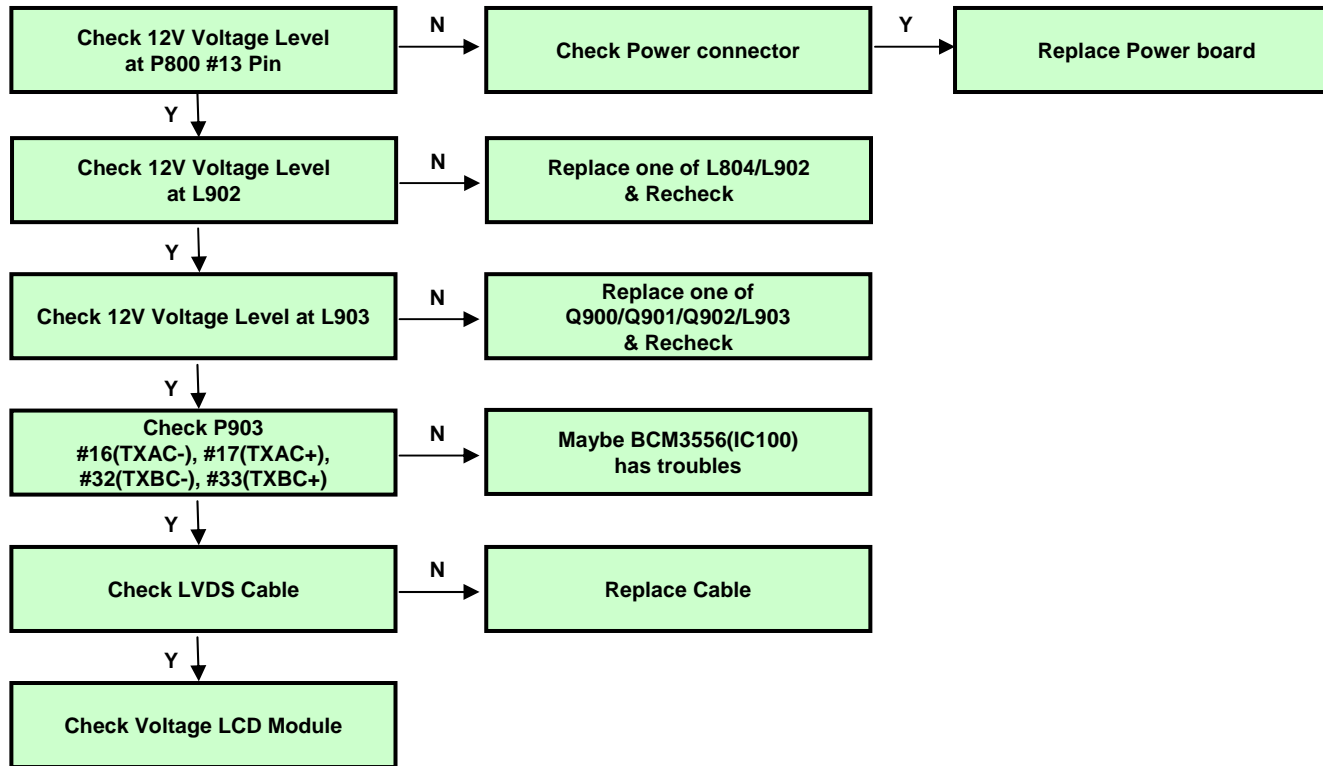 Check 12V Voltage Level
at P800 #13 Pin
N
Check Power connector
Y
Replace Power board
Y
Check 12V Voltage Level
at L902
N
Replace one of L804/L902
& Recheck
Y
Check 12V Voltage Level at L903
N
Replace one of
Q900/Q901/Q902/L903
& Recheck
Y
Check P903
#16(TXAC-), #17(TXAC+),
#32(TXBC-), #33(TXBC+)
N
Maybe BCM3556(IC100)
has troubles
Y
Check LVDS Cable
N
Replace Cable
Y
Check Voltage LCD Module